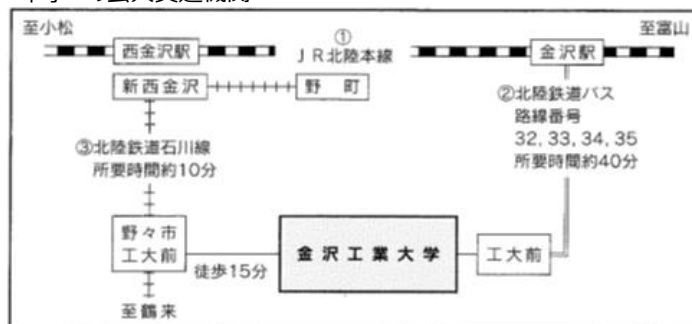 至小松
至富山
①
JR北陸本線
西金沢駅
金沢駅
新西金沢
野町
②北陸鉄道バス
路線番号
32, 33, 34, 35
所要時間約40分
③北陸鉄道石川線
所要時間約10分
野々市
工大前
徒歩15分
金沢工業大学
工大前
至鶴来